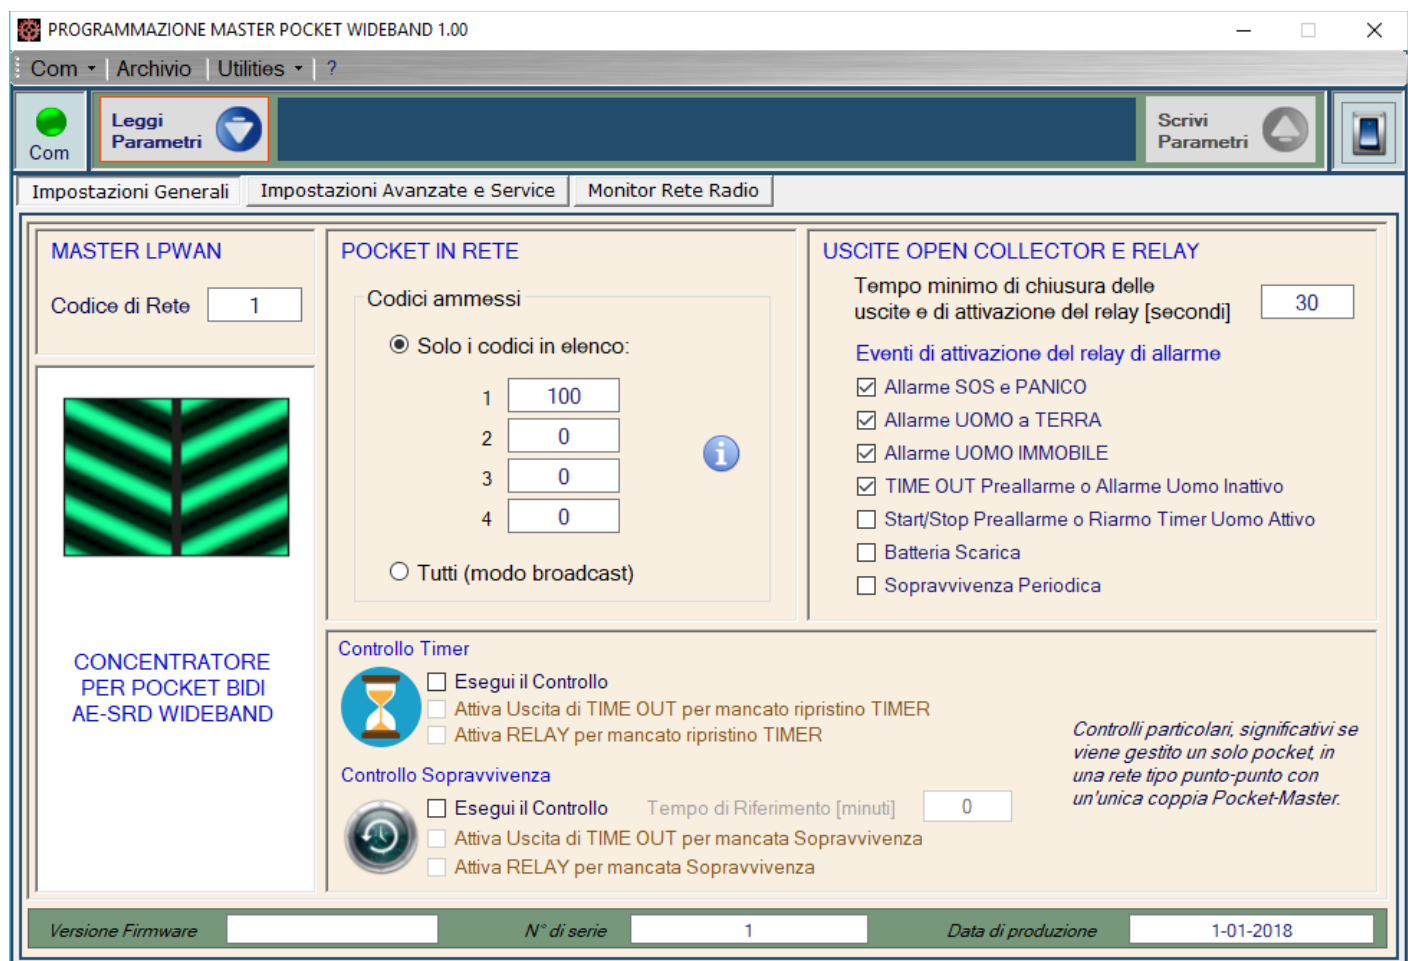 PROGRAMMAZIONE MASTER POCKET WIDEBAND 1.00
Com Archivio Utilities ?
Com
Leggi
Parametri
Scrivi
Parametri
Impostazioni Generali Impostazioni Avanzate e Service Monitor Rete Radio
MASTER LPWAN
Codice di Rete 1
CONCENTRATORE
PER POCKET BIDI
AE-SRD WIDEBAND
POCKET IN RETE
Codici ammessi
Solo i codici in elenco:
1 100
2 0
3 0
4 0
i
Tutti (modo broadcast)
USCITE OPEN COLLECTOR E RELAY
Tempo minimo di chiusura delle
uscite e di attivazione del relay [secondi] 30
Eventi di attivazione del relay di allarme
Allarme SOS e PANICO
Allarme UOMO a TERRA
Allarme UOMO IMMOBILE
TIME OUT Preallarme o Allarme Uomo Inattivo
Start/Stop Preallarme o Riarmo Timer Uomo Attivo
Batteria Scarica
Sopravvivenza Periodica
Controllo Timer
Esegui il Controllo
Attiva Uscita di TIME OUT per mancato ripristino TIMER
Attiva RELAY per mancato ripristino TIMER
Controllo Sopravvivenza
Esegui il Controllo Tempo di Riferimento [minuti] 0
Attiva Uscita di TIME OUT per mancata Sopravvivenza
Attiva RELAY per mancata Sopravvivenza
Controlli particolari, significativi se
viene gestito un solo pocket, in
una rete tipo punto-punto con
un'unica coppia Pocket-Master.
Versione Firmware N° di serie 1 Data di produzione 1-01-2018